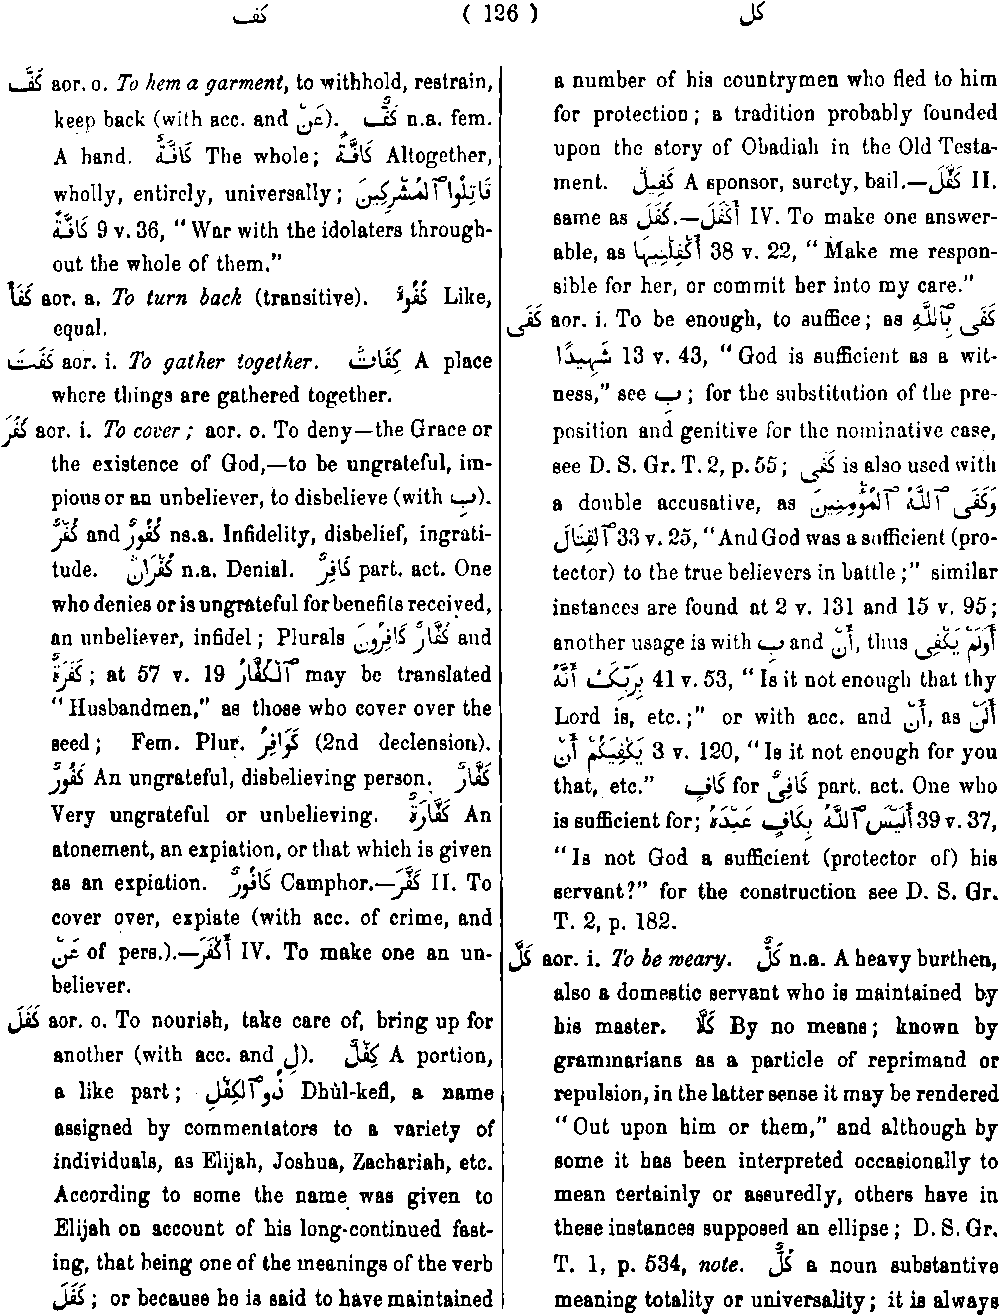 كف ( 126 ) كل
كَفَّ aor. o. To hem a garment, to withhold, restrain,
keep back (with acc. and عَنْ). كَفٌّ n.a. fem.
A hand. كَافَّةٌ The whole; كَافَّةً Altogether,
wholly, entirely, universally; قَاتِلُوا ٱلْمُشْرِكِينَ
كَافَّةً 9 v. 36, “War with the idolaters through-
out the whole of them.”
كَفَأَ aor. a. To turn back (transitive). كُفُوًا Like,
equal.
كَفَتَ aor. i. To gather together. كِفَاتٌ A place
where things are gathered together.
كَفَرَ aor. i. To cover; aor. o. To deny—the Grace or
the existence of God,—to be ungrateful, im-
pious or an unbeliever, to disbelieve (with بِ).
كُفْرٌ and كُفُورٌ ns.a. Infidelity, disbelief, ingrati-
tude. كُفْرَانٌ n.a. Denial. كَافِرٌ part. act. One
who denies or is ungrateful for benefits received,
an unbeliever, infidel; Plurals كَافِرُونَ كُفَّارٌ and
كَفَرَةٌ; at 57 v. 19 ٱلْكُفَّارُ may be translated
“Husbandmen,” as those who cover over the
seed; Fem. Plur. كَوَافِرُ (2nd declension).
كَفُورٌ An ungrateful, disbelieving person. كَفَّارٌ
Very ungrateful or unbelieving. كَفَّارَةٌ An
atonement, an expiation, or that which is given
as an expiation. كَافُورٌ Camphor.—كَفَّرَ II. To
cover over, expiate (with acc. of crime, and
عَنْ of pers.).—أَكْفَرَ IV. To make one an un-
believer.
كَفَلَ aor. o. To nourish, take care of, bring up for
another (with acc. and لِ). كِفْلٌ A portion,
a like part; ذُو ٱلْكِفْلِ Dhùl-kefl, a name
assigned by commentators to a variety of
individuals, as Elijah, Joshua, Zachariah, etc.
According to some the name was given to
Elijah on account of his long-continued fast-
ing, that being one of the meanings of the verb
كَفَلَ; or because he is said to have maintained
a number of his countrymen who fled to him
for protection; a tradition probably founded
upon the story of Obadiah in the Old Testa-
ment. كَفِيلٌ A sponsor, surety, bail.—كَفَّلَ II.
same as كَفَلَ.—أَكْفَلَ IV. To make one answer-
able, as أَكْفِلْنِيهَا 38 v. 22, “Make me respon-
sible for her, or commit her into my care.”
كَفَى aor. i. To be enough, to suffice; as كَفَى بِٱللَّهِ
شَهِيدًا 13 v. 43, “God is sufficient as a wit-
ness,” see بِ; for the substitution of the pre-
position and genitive for the nominative case,
see D. S. Gr. T. 2, p. 55; كَفَى is also used with
a double accusative, as وَكَفَى ٱللَّهُ ٱلْمُؤْمِنِينَ
ٱلْقِتَالَ 33 v. 25, “And God was a sufficient (pro-
tector) to the true believers in battle;” similar
instances are found at 2 v. 131 and 15 v. 95;
another usage is with بِ and أَنَّ, thus أَوَلَمْ يَكْفِ
بِرَبِّكَ أَنَّهُ 41 v. 53, “Is it not enough that thy
Lord is, etc.;” or with acc. and أَنْ, as أَلَنْ
يَكْفِيَكُمْ أَنْ 3 v. 120, “Is it not enough for you
that, etc.” كَافٍ for كَافِىٌ part. act. One who
is sufficient for; أَلَيْسَ ٱللَّهُ بِكَافٍ عَبْدَهُ 39 v. 37,
“Is not God a sufficient (protector of) his
servant?” for the construction see D. S. Gr.
T. 2, p. 182.
كَلَّ aor. i. To be weary. كَلٌّ n.a. A heavy burthen,
also a domestic servant who is maintained by
his master. كَلَّا By no means; known by
grammarians as a particle of reprimand or
repulsion, in the latter sense it may be rendered
“Out upon him or them,” and although by
some it has been interpreted occasionally to
mean certainly or assuredly, others have in
these instances supposed an ellipse; D. S. Gr.
T. 1, p. 534, note. كُلٌّ a noun substantive
meaning totality or universality; it is always